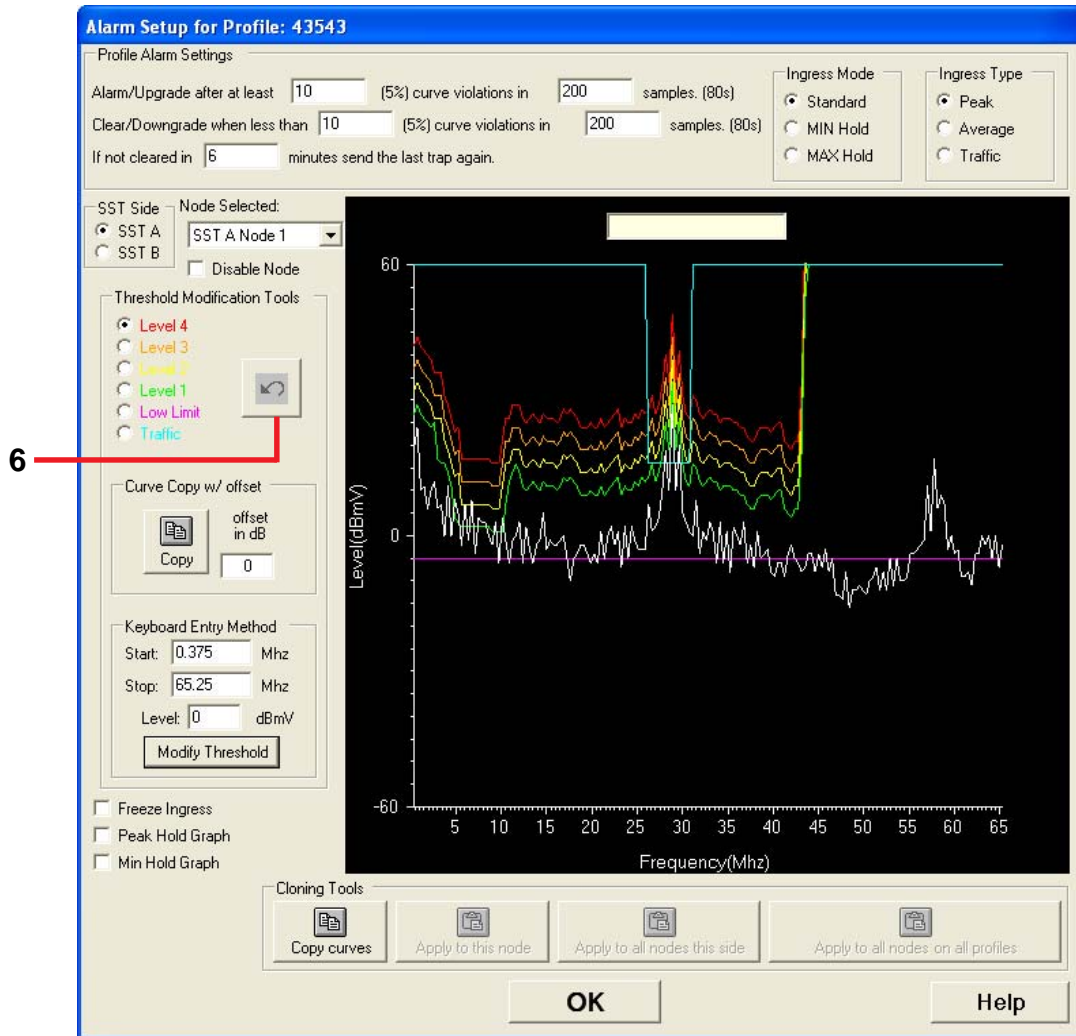 Alarm Setup for Profile: 43543
Profile Alarm Settings
Alarm/Upgrade after at least 10 (5%) curve violations in 200 samples. (80s)
Clear/Downgrade when less than 10 (5%) curve violations in 200 samples. (80s)
If not cleared in 6 minutes send the last trap again.
Ingress Mode
Standard
MIN Hold
MAX Hold
Ingress Type
Peak
Average
Traffic
SST Side
SST A
SST B
Node Selected:
SST A Node 1
Disable Node
Threshold Modification Tools
Level 4
Level 3
Level 2
Level 1
Low Limit
Traffic
6
Curve Copy w/ offset
Copy
offset
in dB
0
Keyboard Entry Method
Start: 0.375 Mhz
Stop: 65.25 Mhz
Level: 0 dBmV
Modify Threshold
Freeze Ingress
Peak Hold Graph
Min Hold Graph
60
0
-60
Level(dBmV)
5 10 15 20 25 30 35 40 45 50 55 60 65
Frequency(Mhz)
Cloning Tools
Copy curves
Apply to this node
Apply to all nodes this side
Apply to all nodes on all profiles
OK
Help